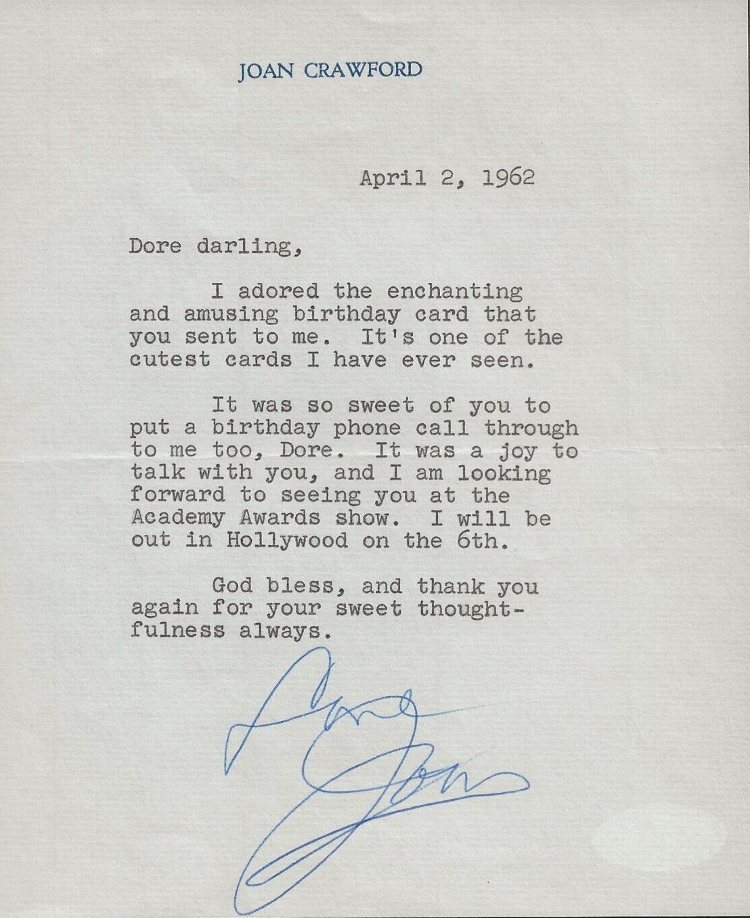 JOAN CRAWFORD
April 2, 1962
Dore darling,
I adored the enchanting
and amusing birthday card that
you sent to me.  It's one of the
cutest cards I have ever seen.
It was so sweet of you to
put a birthday phone call through
to me too, Dore.  It was a joy to
talk with you, and I am looking
forward to seeing you at the
Academy Awards show.  I will be
out in Hollywood on the 6th.
God bless, and thank you
again for your sweet thought-
fulness always.
Love
Joan